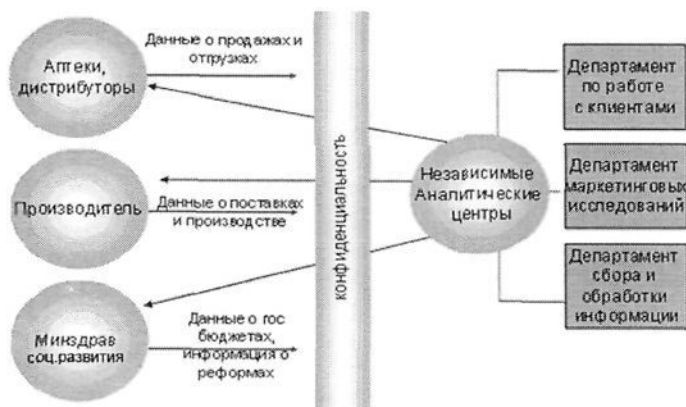 Аптеки,
дистрибуторы
Данные о продажах и
отгрузках
Производитель
Данные о поставках
и производстве
Минздрав
соц.развития
Данные о гос
бюджетах,
информация о
реформах
конфиденциальность
Независимые
Аналитические
центры
Департамент
по работе
с клиентами
Департамент
маркетинговых
исследований
Департамент
сбора и
обработки
информации